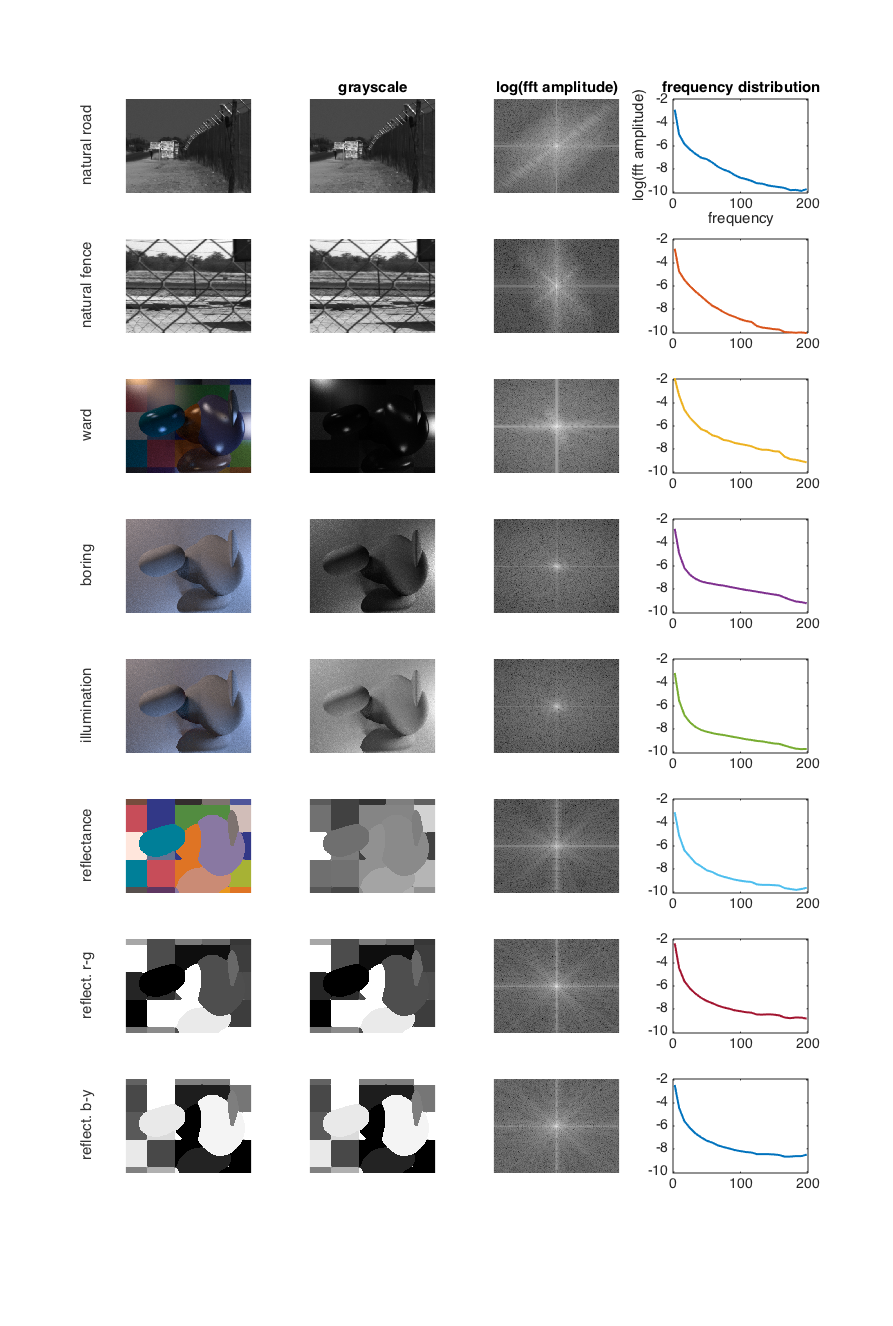 grayscale log(fft amplitude) frequency distribution
natural road
log(fft amplitude)
-2
-4
-6
-8
-10
0 100 200
frequency
natural fence
-2
-4
-6
-8
-10
0 100 200
ward
-2
-4
-6
-8
-10
0 100 200
boring
-2
-4
-6
-8
-10
0 100 200
illumination
-2
-4
-6
-8
-10
0 100 200
reflectance
-2
-4
-6
-8
-10
0 100 200
reflect. r-g
-2
-4
-6
-8
-10
0 100 200
reflect. b-y
-2
-4
-6
-8
-10
0 100 200